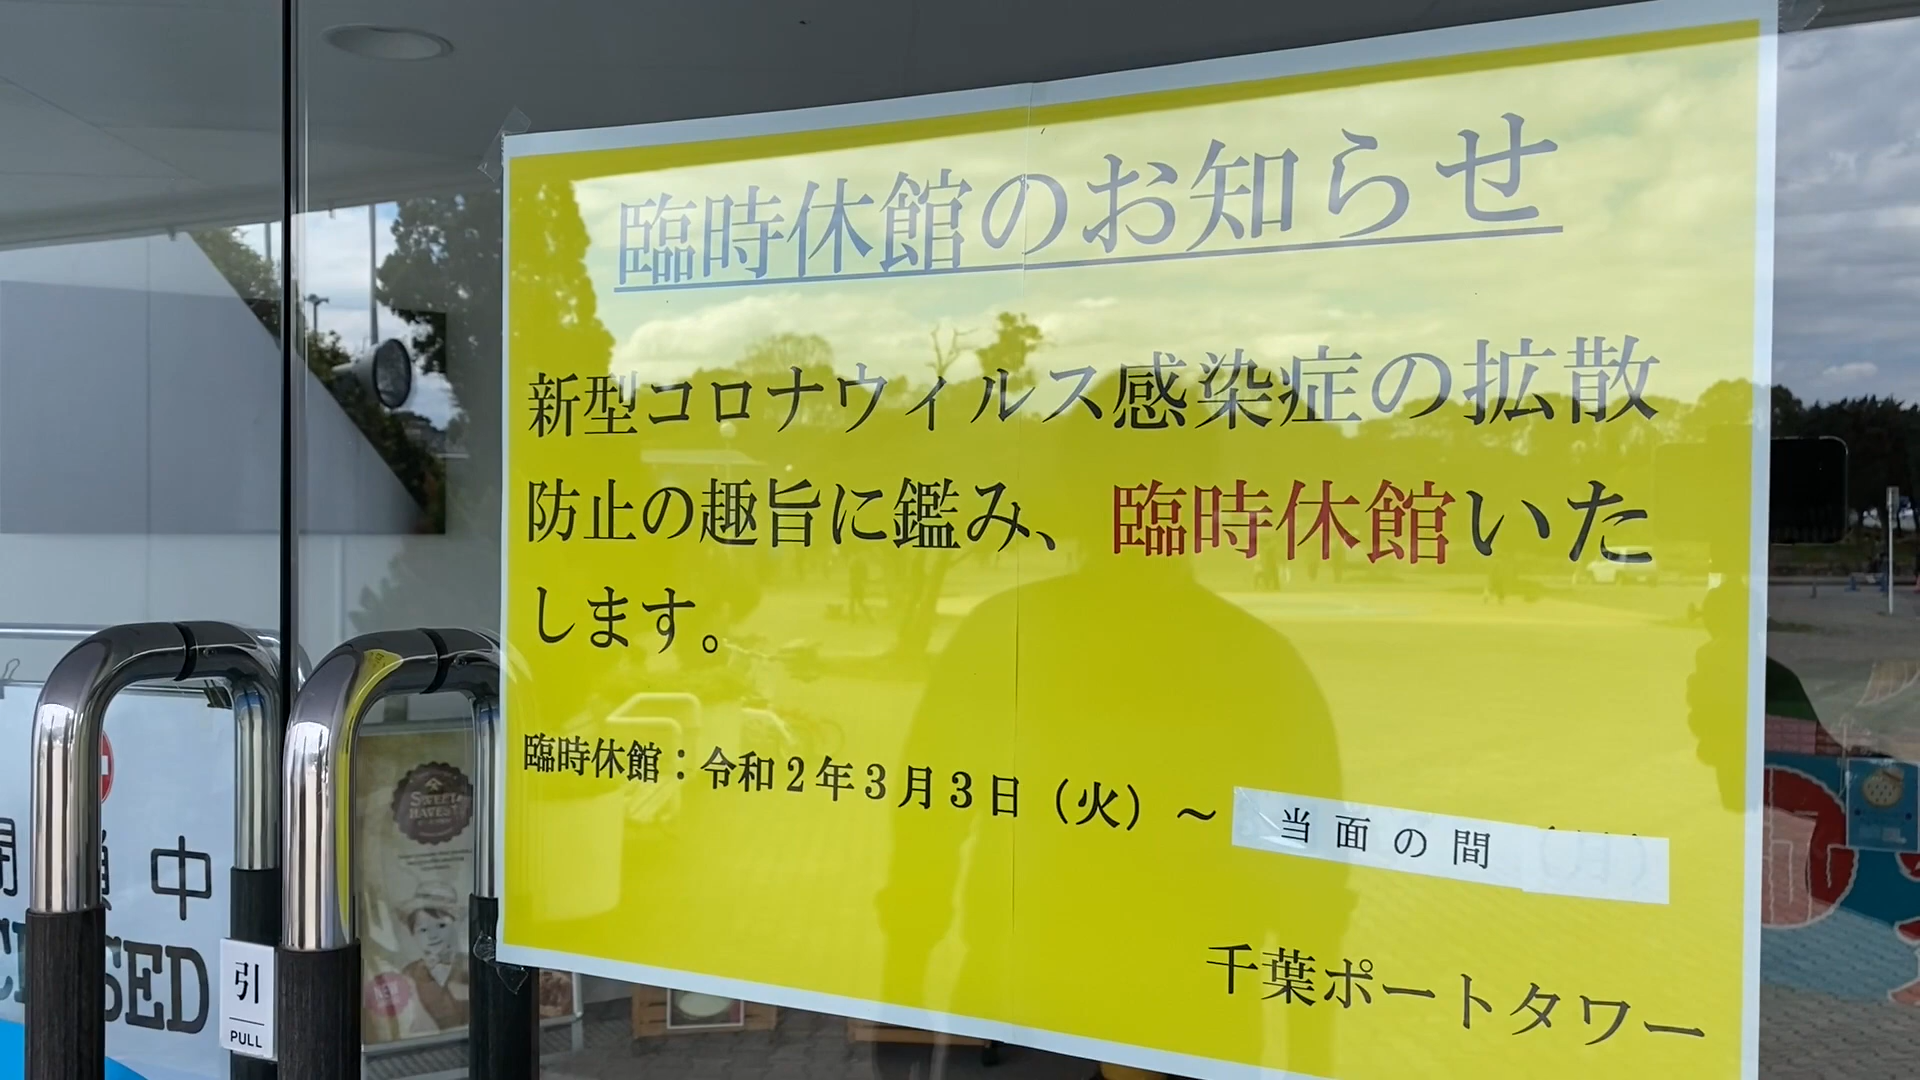 臨時休館のお知らせ
新型コロナウィルス感染症の拡散
防止の趣旨に鑑み、臨時休館いた
します。
臨時休館：令和２年３月３日（火）～当面の間
千葉ポートタワー
中
SED
引
PULL
SWEET
HARVEST